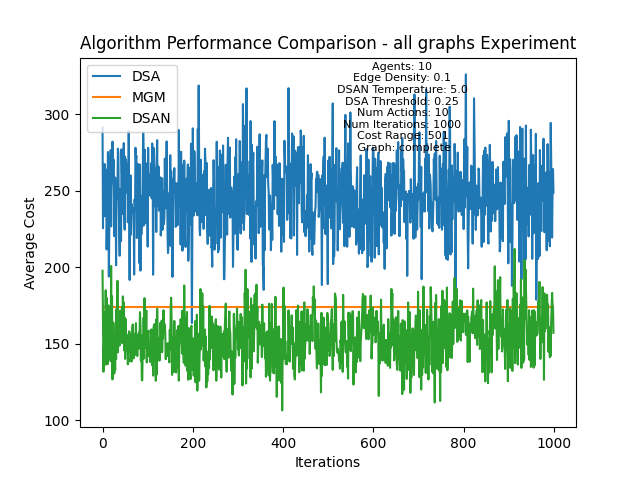 Algorithm Performance Comparison - all graphs Experiment
DSA
MGM
DSAN
Agents: 10
Edge Density: 0.1
DSAN Temperature: 5.0
DSA Threshold: 0.25
Num Actions: 10
Num Iterations: 1000
Cost Range: 501
Graph: complete
Average Cost
300
250
200
150
100
0
200
400
600
800
1000
Iterations